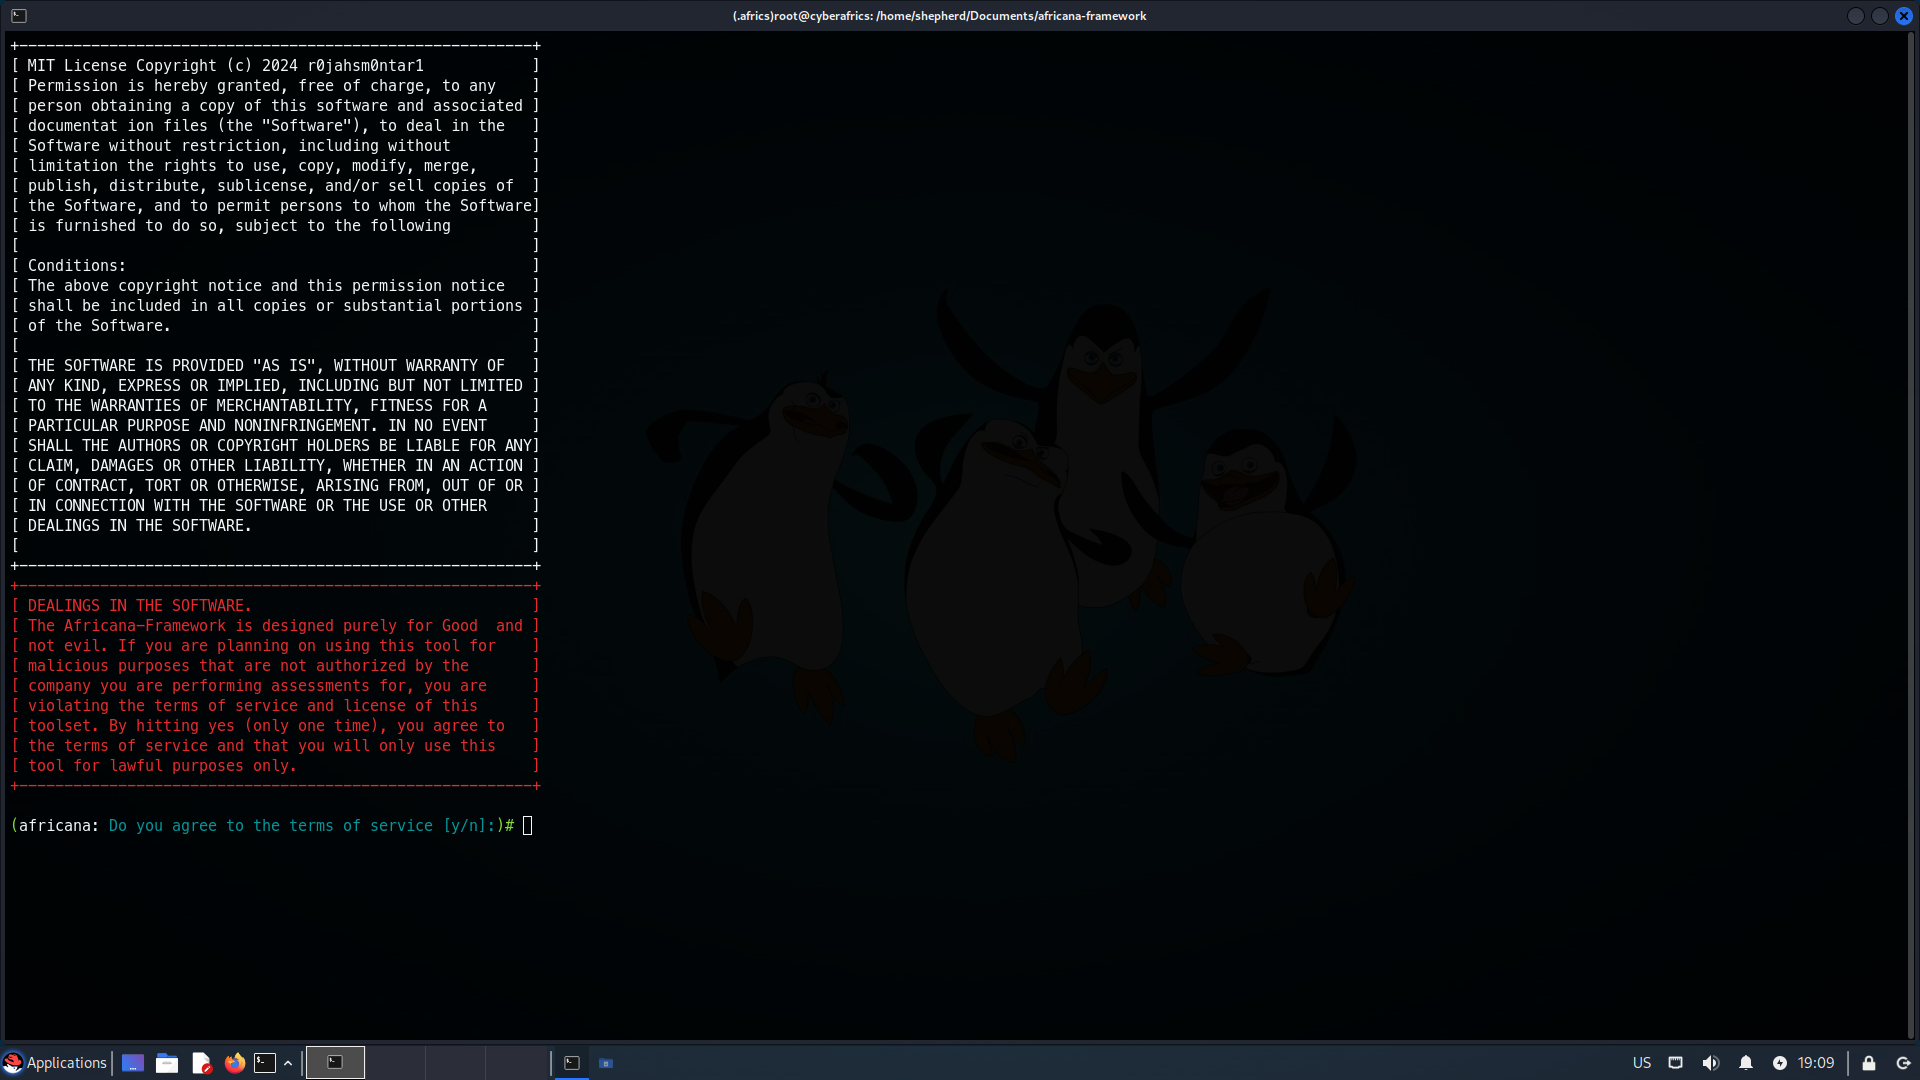 (.africs)root@cyberafrics: /home/shepherd/Documents/africana-framework
+---------------------------------------------------------+
[ MIT License Copyright (c) 2024 r0jahsm0ntar1            ]
[ Permission is hereby granted, free of charge, to any    ]
[ person obtaining a copy of this software and associated ]
[ documentat ion files (the "Software"), to deal in the   ]
[ Software without restriction, including without         ]
[ limitation the rights to use, copy, modify, merge,      ]
[ publish, distribute, sublicense, and/or sell copies of  ]
[ the Software, and to permit persons to whom the Software]
[ is furnished to do so, subject to the following         ]
[                                                         ]
[ Conditions:                                             ]
[ The above copyright notice and this permission notice   ]
[ shall be included in all copies or substantial portions ]
[ of the Software.                                        ]
[                                                         ]
[ THE SOFTWARE IS PROVIDED "AS IS", WITHOUT WARRANTY OF   ]
[ ANY KIND, EXPRESS OR IMPLIED, INCLUDING BUT NOT LIMITED ]
[ TO THE WARRANTIES OF MERCHANTABILITY, FITNESS FOR A     ]
[ PARTICULAR PURPOSE AND NONINFRINGEMENT. IN NO EVENT     ]
[ SHALL THE AUTHORS OR COPYRIGHT HOLDERS BE LIABLE FOR ANY]
[ CLAIM, DAMAGES OR OTHER LIABILITY, WHETHER IN AN ACTION ]
[ OF CONTRACT, TORT OR OTHERWISE, ARISING FROM, OUT OF OR ]
[ IN CONNECTION WITH THE SOFTWARE OR THE USE OR OTHER     ]
[ DEALINGS IN THE SOFTWARE.                               ]
[                                                         ]
+---------------------------------------------------------+
+---------------------------------------------------------+
[ DEALINGS IN THE SOFTWARE.                               ]
[ The Africana-Framework is designed purely for Good  and ]
[ not evil. If you are planning on using this tool for    ]
[ malicious purposes that are not authorized by the       ]
[ company you are performing assessments for, you are     ]
[ violating the terms of service and license of this      ]
[ toolset. By hitting yes (only one time), you agree to   ]
[ the terms of service and that you will only use this    ]
[ tool for lawful purposes only.                          ]
+---------------------------------------------------------+
(africana: Do you agree to the terms of service [y/n]:)#
Applications US 19:09